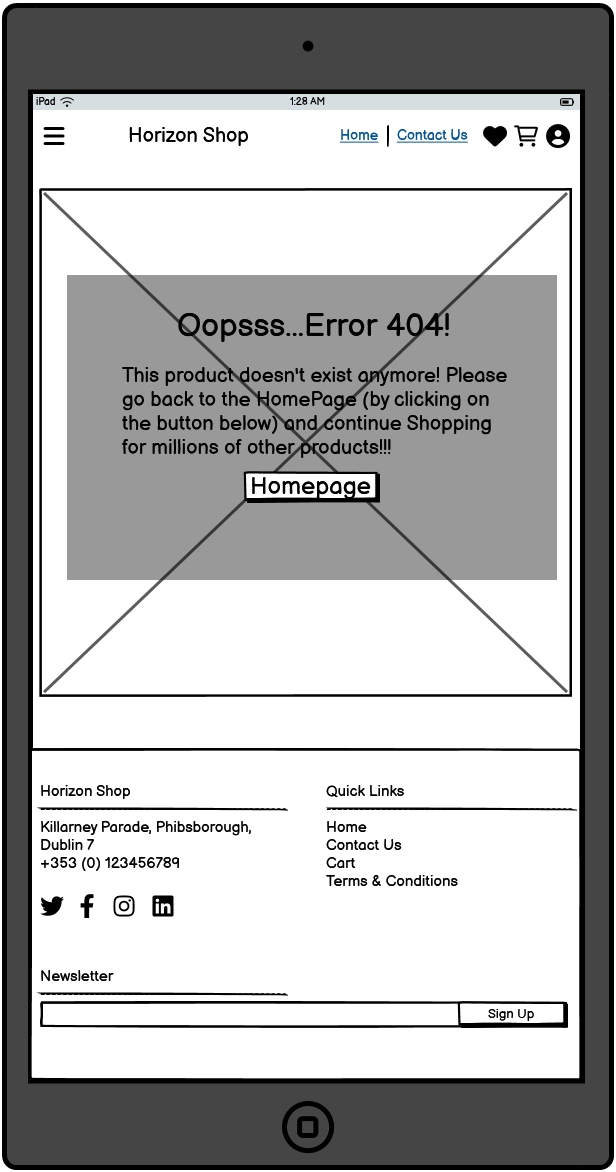 iPad 1:28 AM
Horizon Shop Home Contact Us
Oopsss...Error 404!
This product doesn't exist anymore! Please
go back to the HomePage (by clicking on
the button below) and continue Shopping
for millions of other products!!!
Homepage
Horizon Shop
Killarney Parade, Phibsborough,
Dublin 7
+353 (0) 123456789
Quick Links
Home
Contact Us
Cart
Terms & Conditions
Newsletter
Sign Up